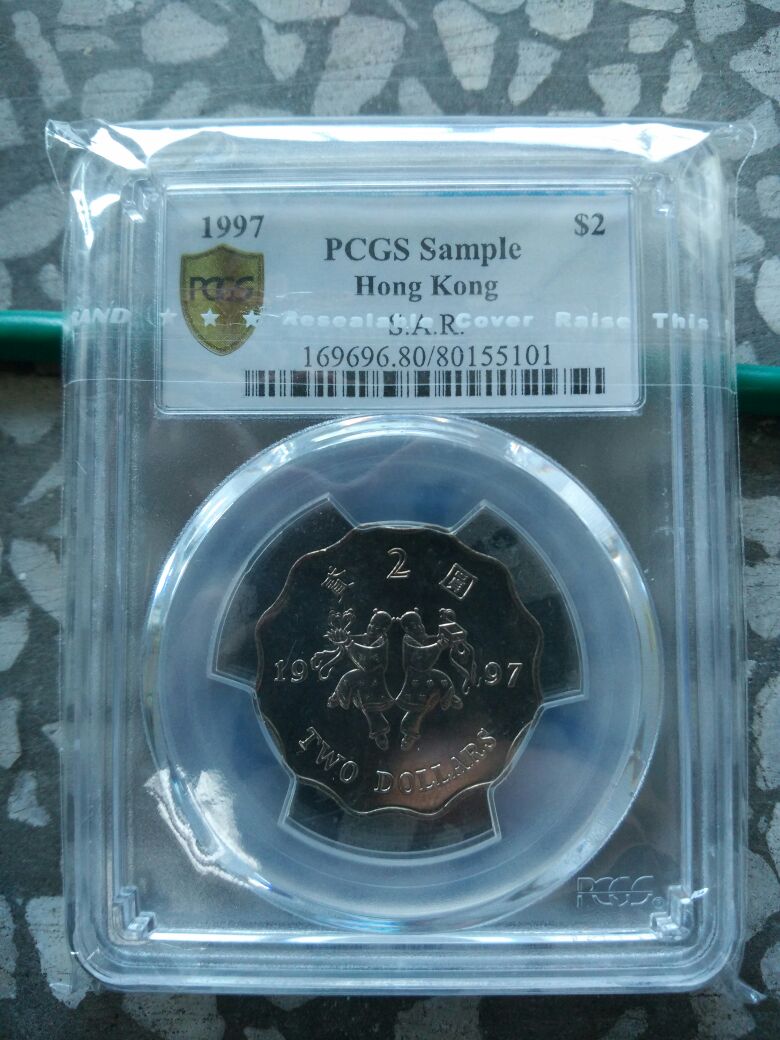 1997 $2
PCGS Sample
PCGS
Hong Kong
SAND ★ ★ ★ Resealable Cover Raise This
S.A.R.
169696.80/80155101
2
圓
19 97
TWO DOLLARS
PCGS